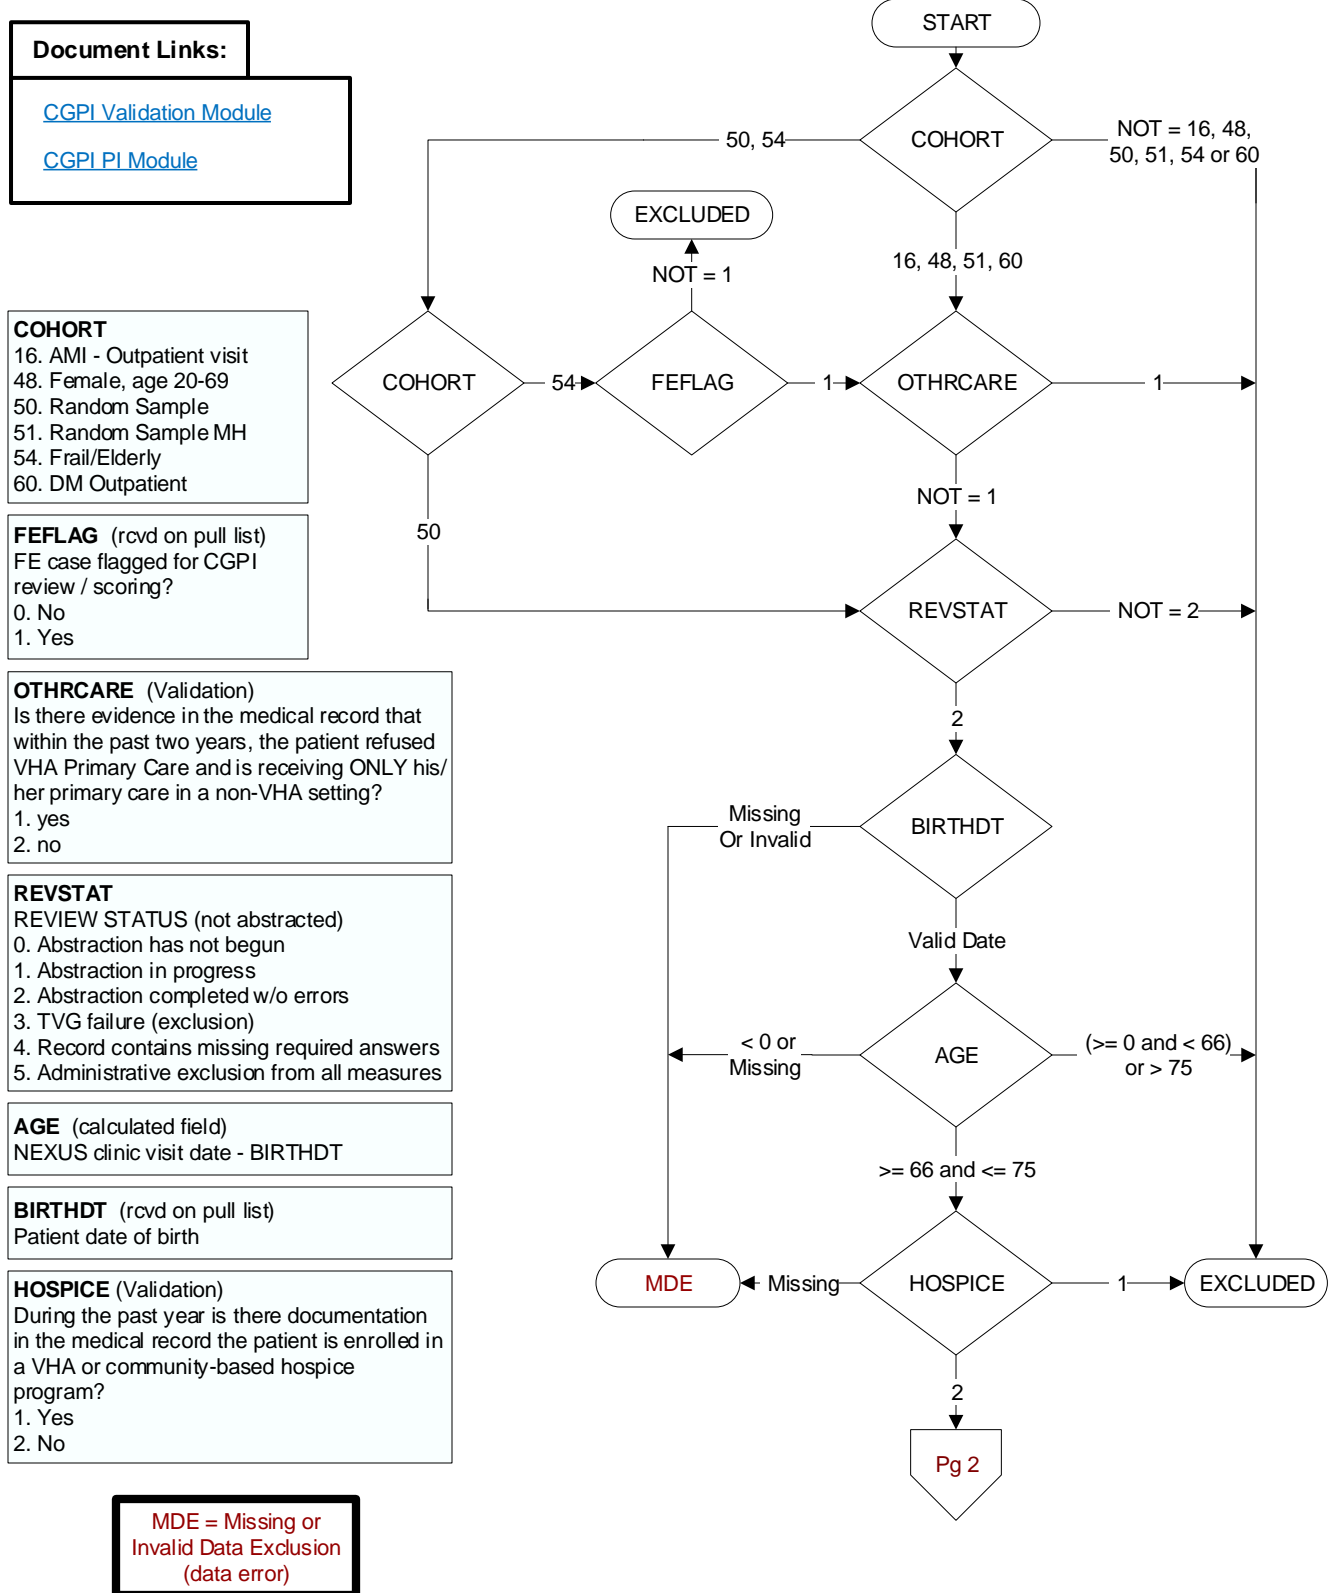 Document Links:
CGPI Validation Module
CGPI PI Module
START
COHORT
50, 54
NOT = 16, 48,
50, 51, 54 or 60
16, 48, 51, 60
EXCLUDED
NOT = 1
COHORT
54
FEFLAG
1
OTHRCARE
1
NOT = 1
50
REVSTAT
NOT = 2
2
BIRTHDT
Missing
Or Invalid
Valid Date
AGE
< 0 or
Missing
(>= 0 and < 66)
or > 75
>= 66 and <= 75
HOSPICE
Missing
MDE
1
EXCLUDED
2
Pg 2
COHORT
16. AMI - Outpatient visit
48. Female, age 20-69
50. Random Sample
51. Random Sample MH
54. Frail/Elderly
60. DM Outpatient
FEFLAG (rcvd on pull list)
FE case flagged for CGPI
review / scoring?
0. No
1. Yes
OTHRCARE (Validation)
Is there evidence in the medical record that
within the past two years, the patient refused
VHA Primary Care and is receiving ONLY his/
her primary care in a non-VHA setting?
1. yes
2. no
REVSTAT
REVIEW STATUS (not abstracted)
0. Abstraction has not begun
1. Abstraction in progress
2. Abstraction completed w/o errors
3. TVG failure (exclusion)
4. Record contains missing required answers
5. Administrative exclusion from all measures
AGE (calculated field)
NEXUS clinic visit date - BIRTHDT
BIRTHDT (rcvd on pull list)
Patient date of birth
HOSPICE (Validation)
During the past year is there documentation
in the medical record the patient is enrolled in
a VHA or community-based hospice
program?
1. Yes
2. No
MDE = Missing or
Invalid Data Exclusion
(data error)